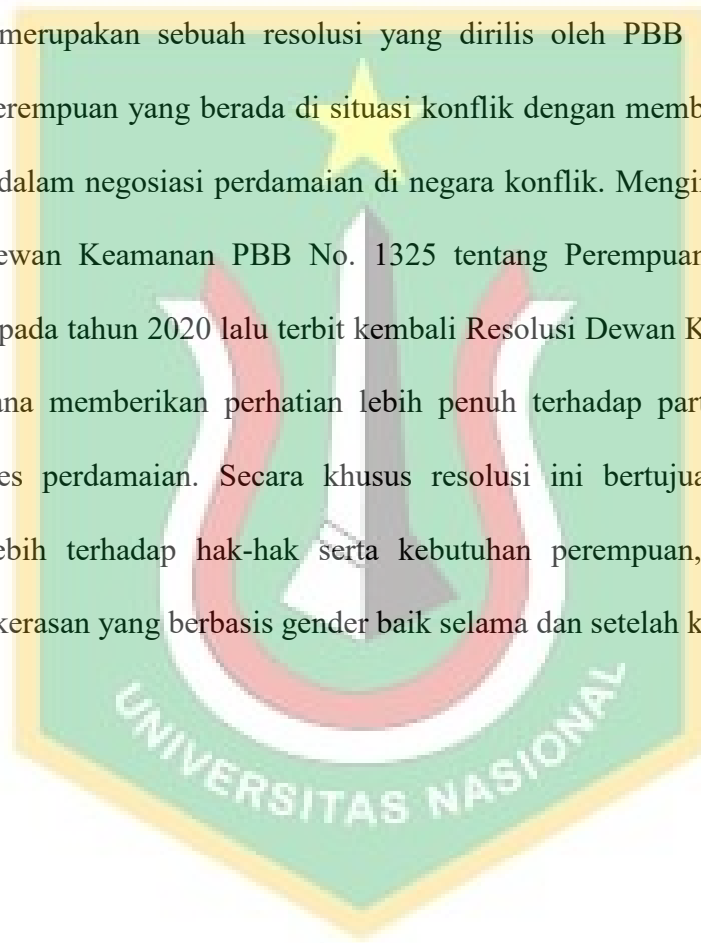 merupakan sebuah resolusi yang dirilis oleh PBB
perempuan yang berada di situasi konflik dengan memb
dalam negosiasi perdamaian di negara konflik. Mengi
ewan Keamanan PBB No. 1325 tentang Perempuan
pada tahun 2020 lalu terbit kembali Resolusi Dewan K
ana memberikan perhatian lebih penuh terhadap part
es perdamaian. Secara khusus resolusi ini bertujua
ebih terhadap hak-hak serta kebutuhan perempuan,
kerasan yang berbasis gender baik selama dan setelah k
UNIVERSITAS NASIONAL